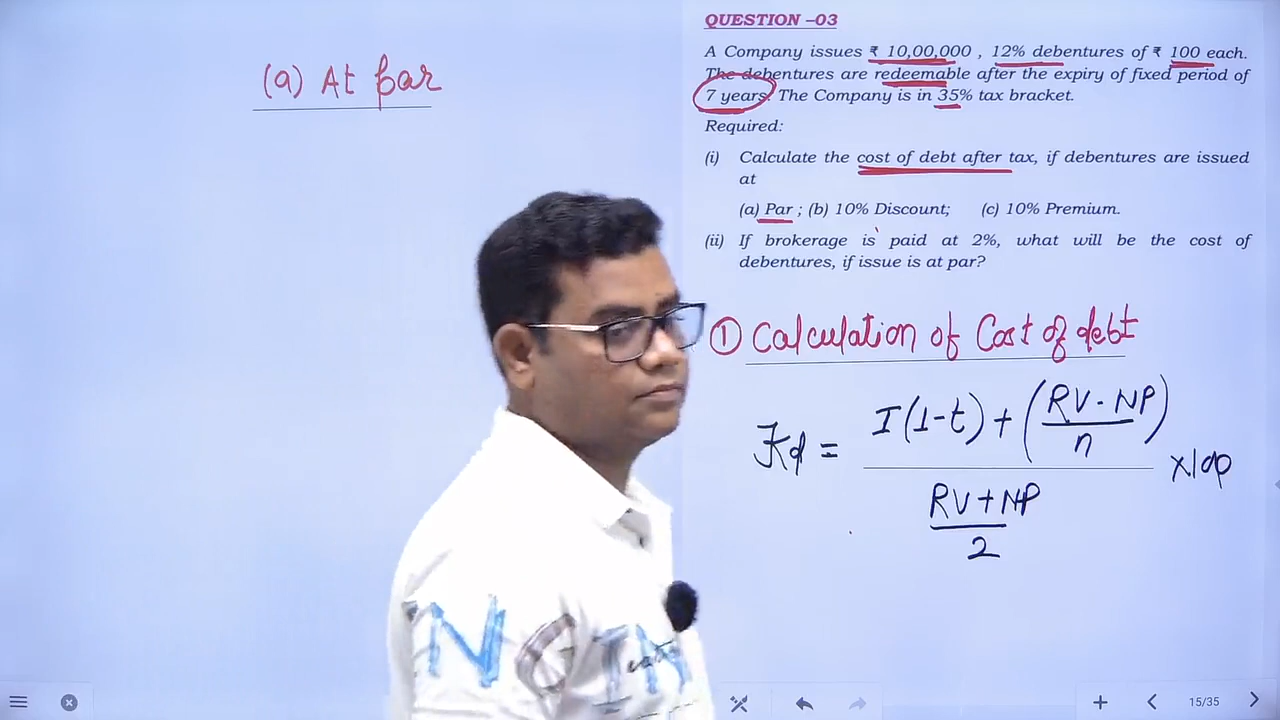 (a) At par
QUESTION –03
A Company issues ₹ 10,00,000 , 12% debentures of ₹ 100 each.
The debentures are redeemable after the expiry of fixed period of
7 years. The Company is in 35% tax bracket.
Required:
(i) Calculate the cost of debt after tax, if debentures are issued
at
(a) Par ; (b) 10% Discount; (c) 10% Premium.
(ii) If brokerage is paid at 2%, what will be the cost of
debentures, if issue is at par?
① Calculation of Cost of debt
Kd = I(1-t) + (RV - NP / n) / RV + NP / 2 × 100
15/35